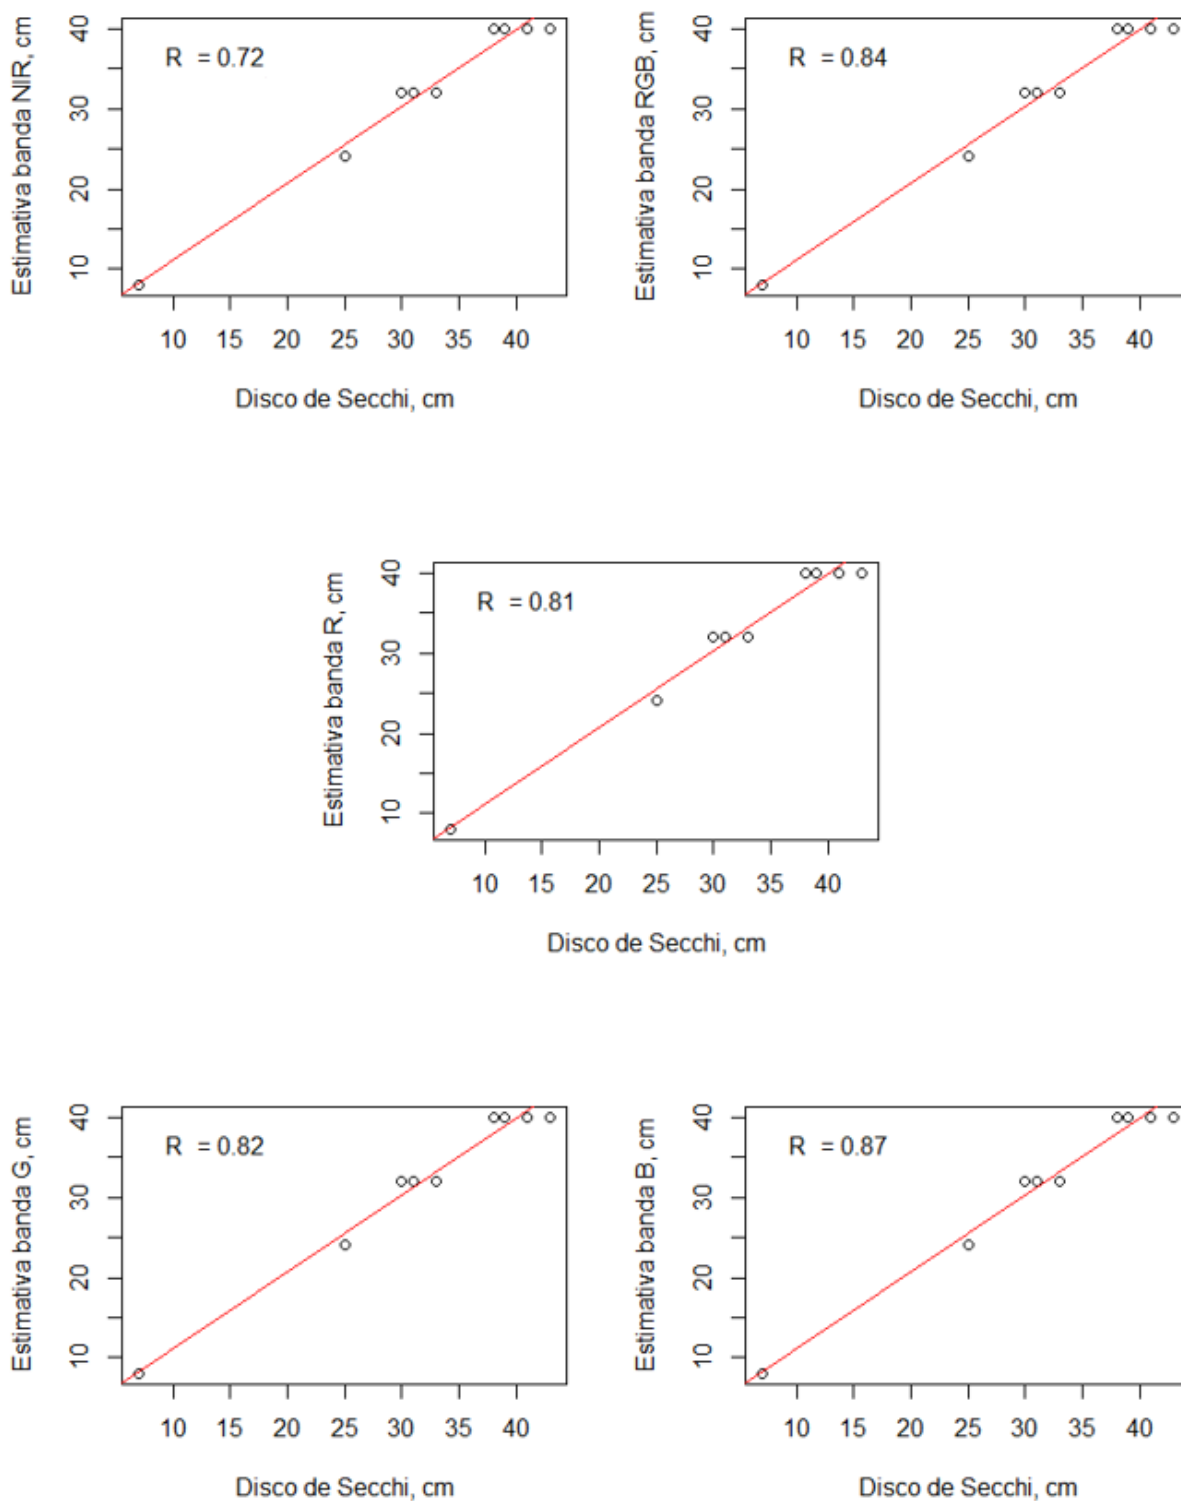 Estimativa banda NIR, cm
40
30
20
10
R = 0.72
10 15 20 25 30 35 40
Disco de Secchi, cm
Estimativa banda RGB, cm
40
30
20
10
R = 0.84
10 15 20 25 30 35 40
Disco de Secchi, cm
Estimativa banda R, cm
40
30
20
10
R = 0.81
10 15 20 25 30 35 40
Disco de Secchi, cm
Estimativa banda G, cm
40
30
20
10
R = 0.82
10 15 20 25 30 35 40
Disco de Secchi, cm
Estimativa banda B, cm
40
30
20
10
R = 0.87
10 15 20 25 30 35 40
Disco de Secchi, cm